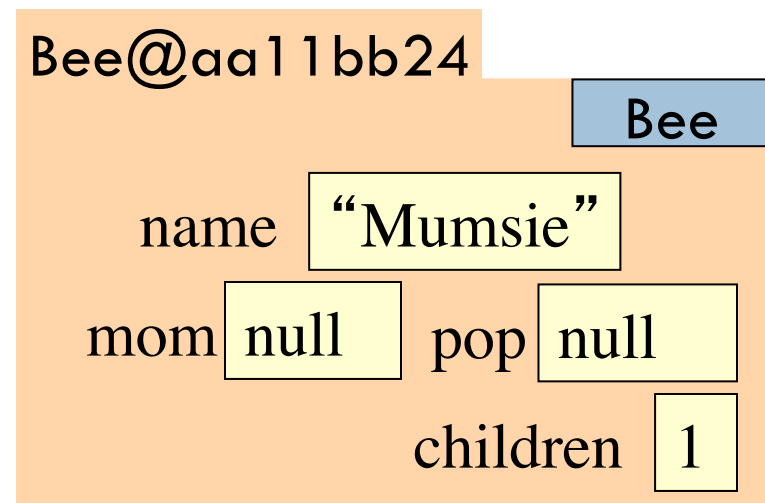 Bee@aa11bb24
Bee
name “Mumsie”
mom null pop null
children 1